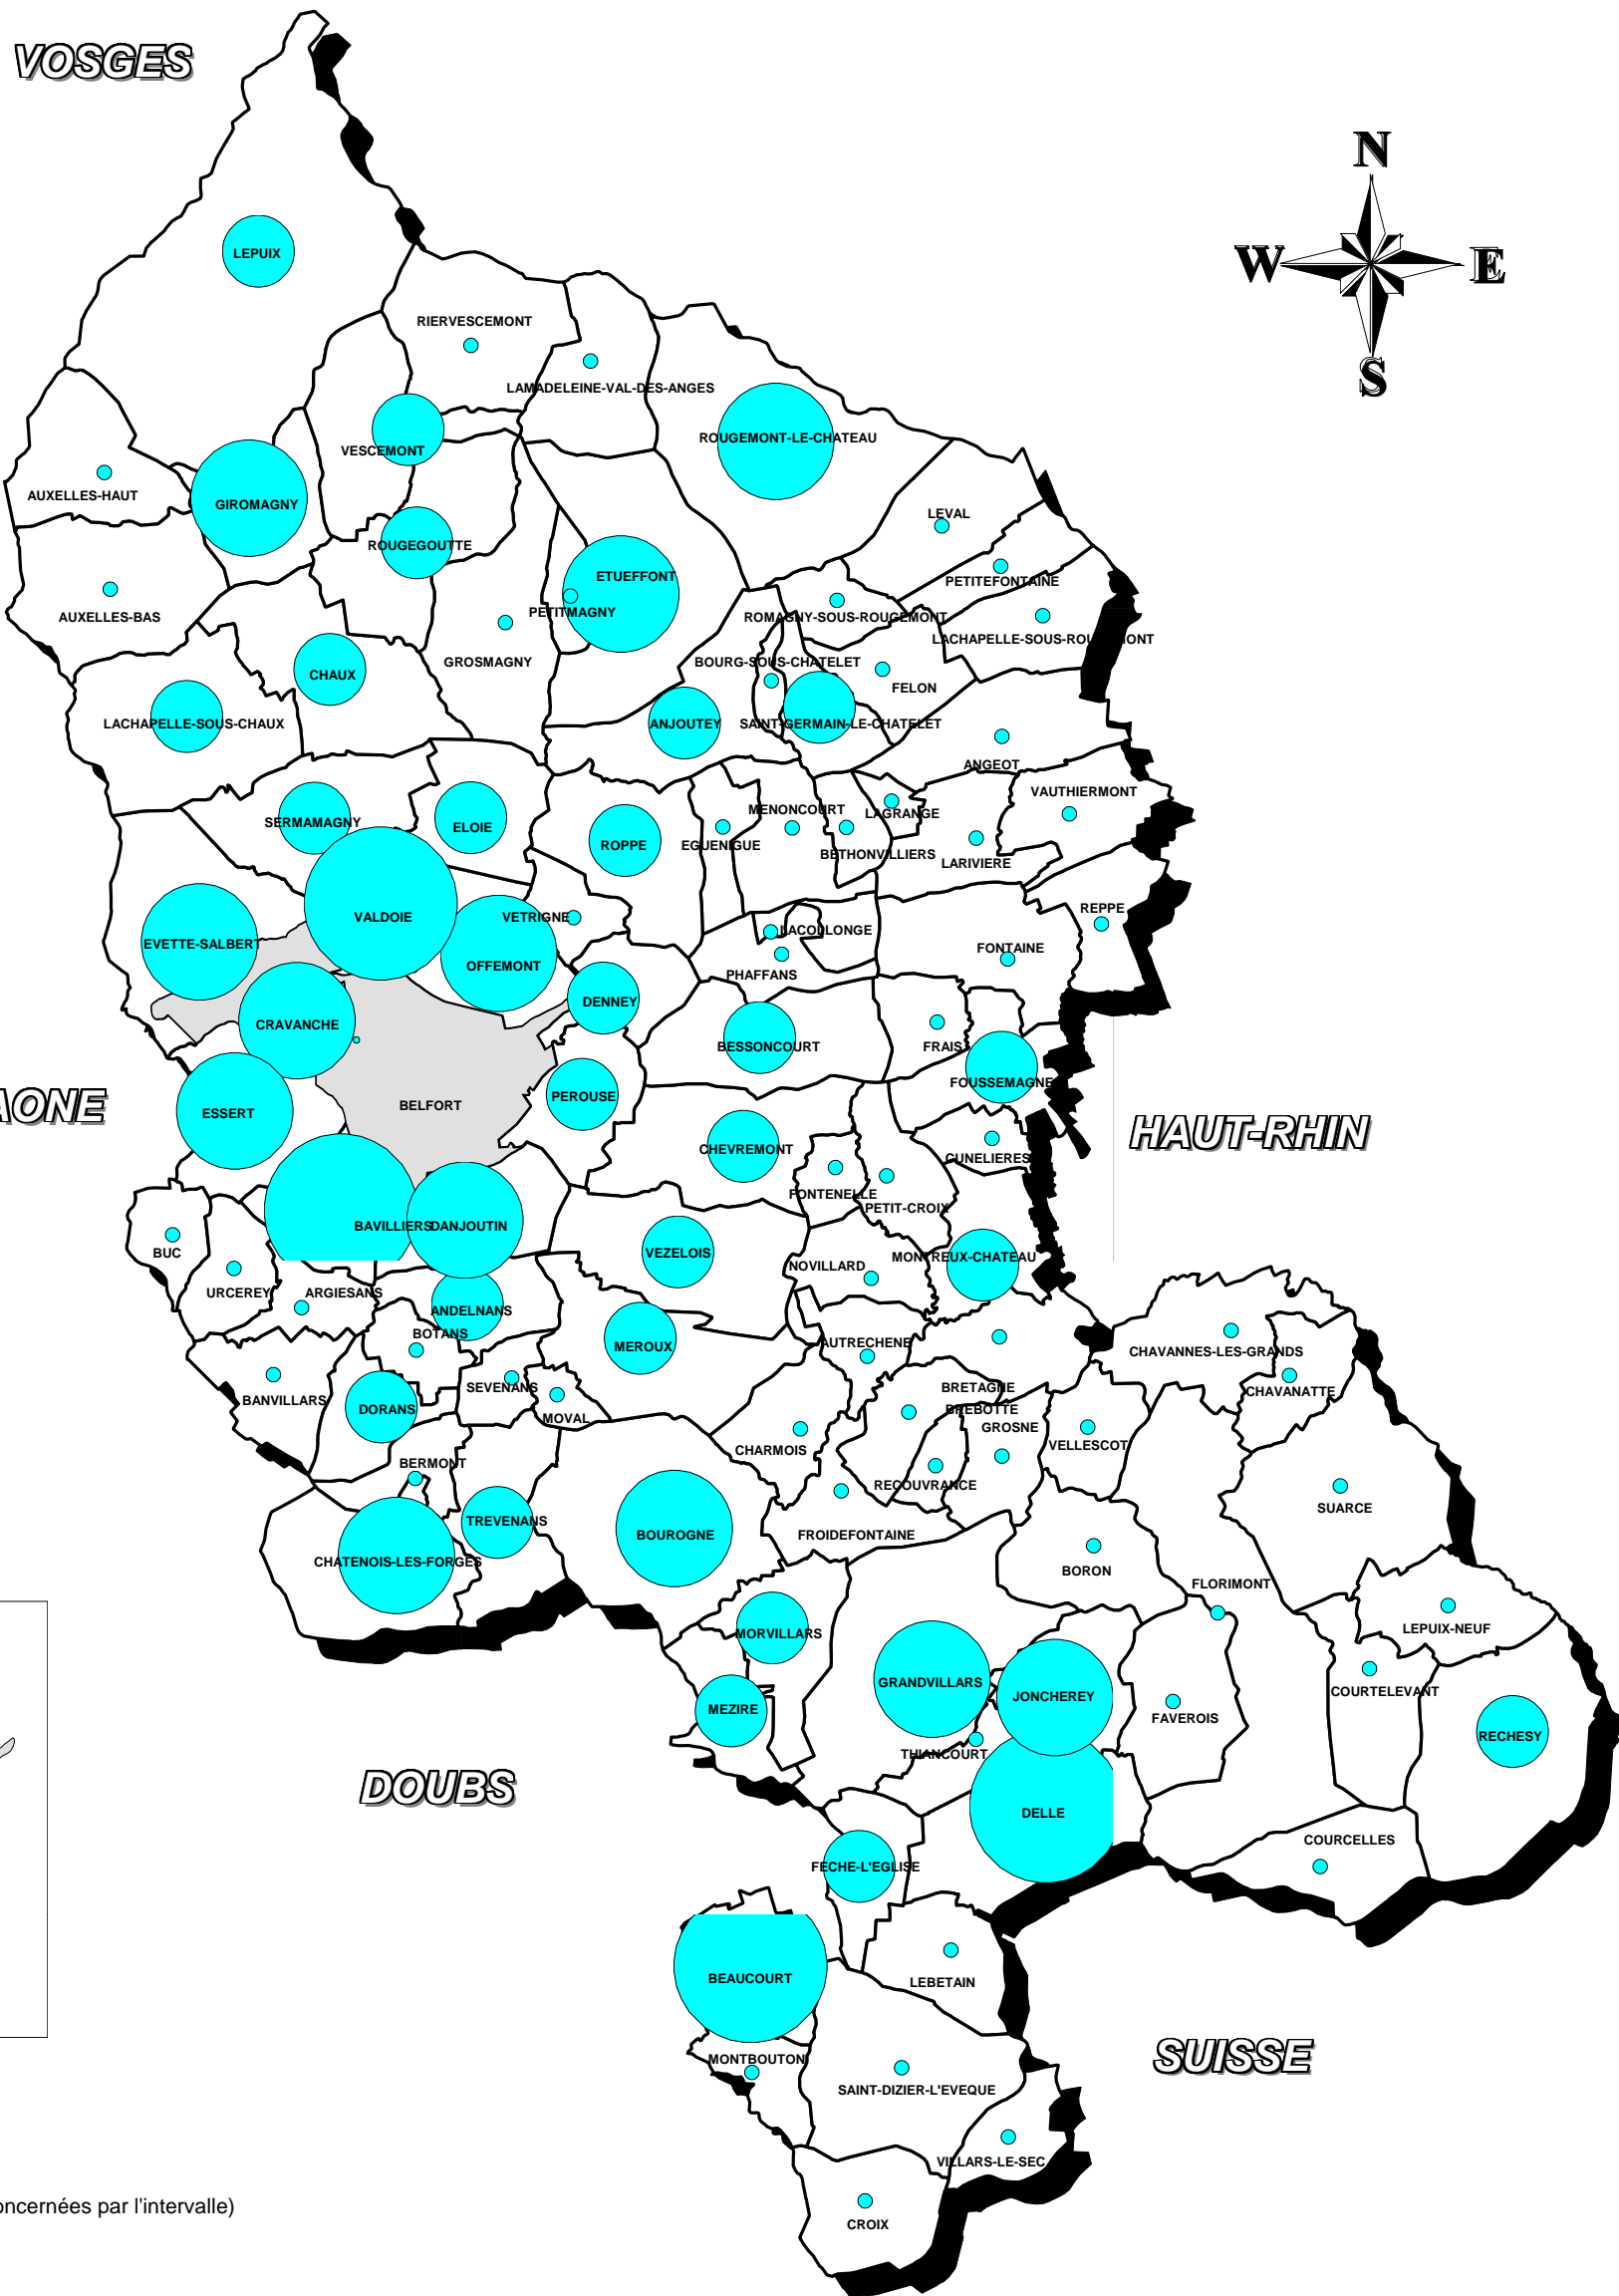 VOSGES
N
W
E
S
LEPUIX
RIERVESCEMONT
LAMADELEINE-VAL-DES-ANGES
ROUGEMONT-LE-CHATEAU
VESCEMONT
AUXELLES-HAUT
GIROMAGNY
LEVAL
ROUGEGOUTTE
ETUEFFONT
PETITEFONTAINE
PETITMAGNY
AUXELLES-BAS
ROMAGNY-SOUS-ROUGEMONT
LACHAPELLE-SOUS-ROU MONT
GROSMAGNY
BOURG-SOUS-CHATELET
CHAUX
FELON
LACHAPELLE-SOUS-CHAUX
ANJOUTEY
SAINT-GERMAIN-LE-CHATELET
ANGEOT
VAUTHIERMONT
MENONCOURT
LAGRANGE
SERMAMAGNY
ELOIE
ROPPE
EGUENIGUE
BETHONVILLIERS
LARIVIERE
REPPE
VALDOIE
VETRIGNE
LACOLLONGE
EVETTE-SALBERT
FONTAINE
OFFEMONT
PHAFFANS
DENNEY
CRAVANCHE
BESSONCOURT
FRAIS
FOUSSEMAGNE
PEROUSE
AONE
BELFORT
ESSERT
HAUT-RHIN
CHEVREMONT
CUNELIERES
FONTENELLE
PETIT-CROIX
BAVILLIERS
DANJOUTIN
BUC
VEZELOIS
MONTREUX-CHATEAU
NOVILLARD
URCEREY
ARGIESANS
ANDELNANS
BOTANS
MEROUX
AUTRECHENE
CHAVANNES-LES-GRANDS
SEVENANS
BRETAGNE
CHAVANATTE
BANVILLARS
DORANS
MOVAL
BREBOTTE
GROSNE
VELLESCOT
CHARMOIS
BERMONT
RECOUVRANCE
SUARCE
TREVENANS
BOUROGNE
FROIDEFONTAINE
CHATENOIS-LES-FORGES
BORON
FLORIMONT
LEPUIX-NEUF
MORVILLARS
GRANDVILLARS
JONCHEREY
COURTELEVANT
MEZIRE
FAVEROIS
RECHESY
THIANCOURT
DOUBS
DELLE
COURCELLES
FECHE-L'EGLISE
BEAUCOURT
LEBETAIN
SUISSE
MONTBOUTON
SAINT-DIZIER-L'EVEQUE
VILLARS-LE-SEC
oncernées par l'intervalle)
CROIX